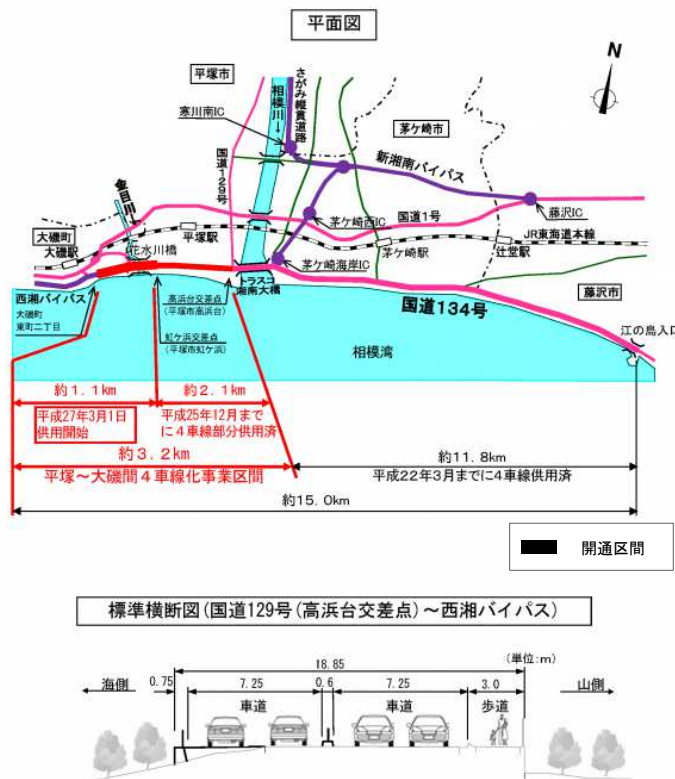 平面図
N
平塚市
さがみ縦貫道路
相模川
寒川南IC
茅ケ崎市
新湘南バイパス
国道129号
金目川
藤沢IC
茅ケ崎西IC
国道1号
大磯町
大磯駅
花水川橋
平塚駅
茅ケ崎駅
辻堂駅
JR東海道本線
茅ケ崎海岸IC
トラスコ
湘南大橋
西湘バイパス
大磯町
東町二丁目
高浜台交差点
(平塚市高浜台)
虹ケ浜交差点
(平塚市虹ケ浜)
国道134号
藤沢市
江の島入口
相模湾
約1.1km
約2.1km
平成27年3月1日
供用開始
平成25年12月まで
に4車線部分供用済
約3.2km
平塚~大磯間4車線化事業区間
約11.8km
平成22年3月までに4車線供用済
約15.0km
開通区間
標準横断図(国道129号(高浜台交差点)~西湘バイパス)
18.85
(単位:m)
海側
0.75
7.25
0.6
7.25
3.0
山側
車道
車道
歩道